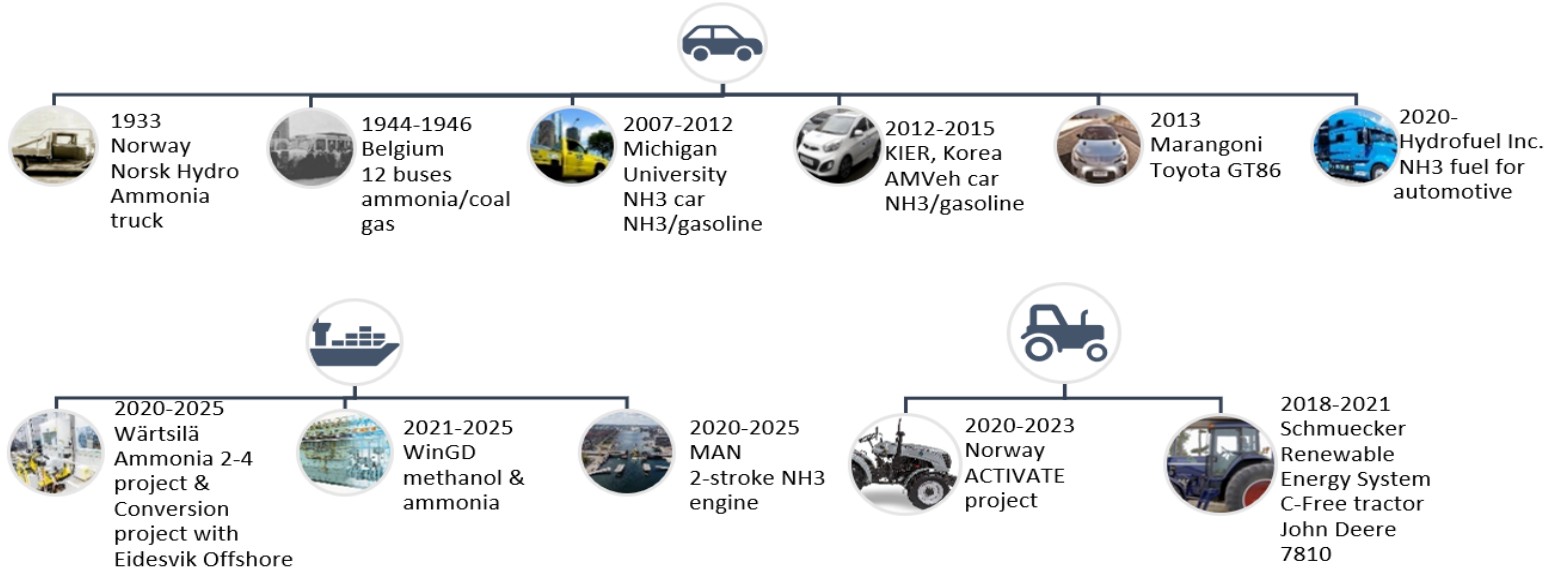 1933
Norway
Norsk Hydro
Ammonia
truck
1944-1946
Belgium
12 buses
ammonia/coal
gas
2007-2012
Michigan
University
NH3 car
NH3/gasoline
2012-2015
KIER, Korea
AMVeh car
NH3/gasoline
2013
Marangoni
Toyota GT86
2020-
Hydrofuel Inc.
NH3 fuel for
automotive
2020-2025
Wärtsilä
Ammonia 2-4
project &
Conversion
project with
Eidesvik Offshore
2021-2025
WinGD
methanol &
ammonia
2020-2025
MAN
2-stroke NH3
engine
2020-2023
Norway
ACTIVATE
project
2018-2021
Schmuecker
Renewable
Energy System
C-Free tractor
John Deere
7810